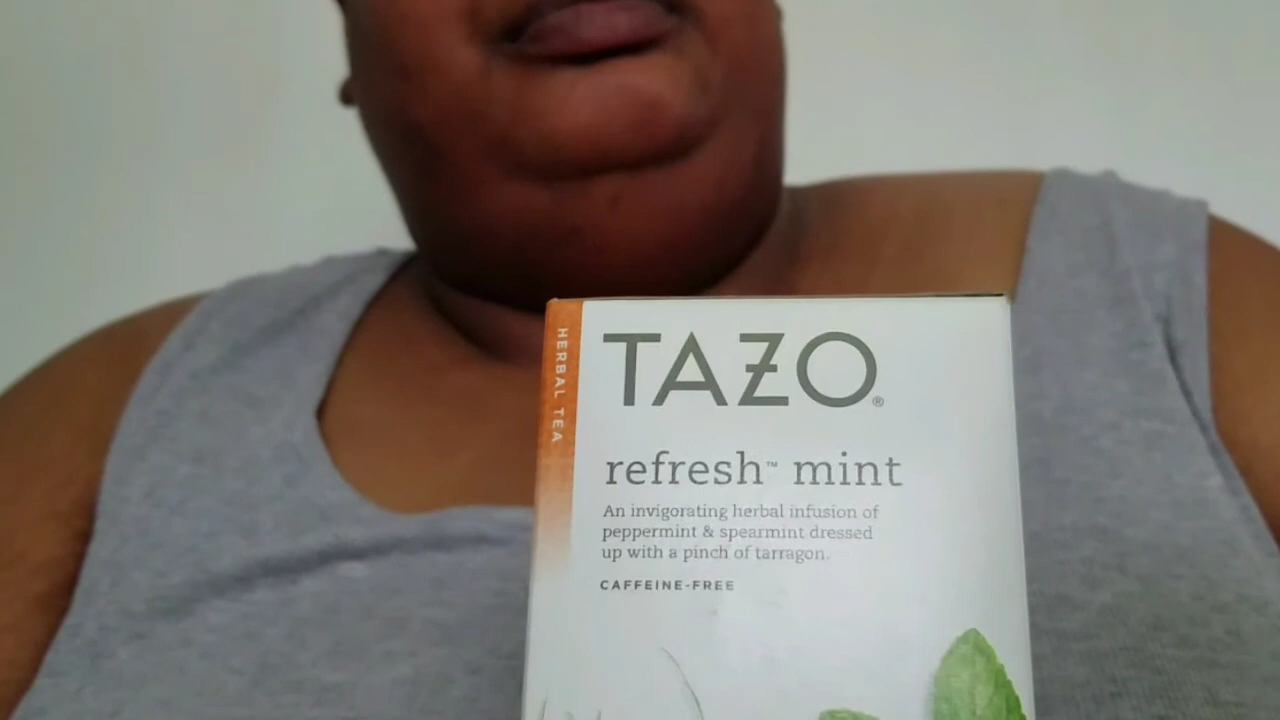 HERBAL TEA
TAZO®
refresh™ mint
An invigorating herbal infusion of
peppermint & spearmint dressed
up with a pinch of tarragon.
CAFFEINE-FREE